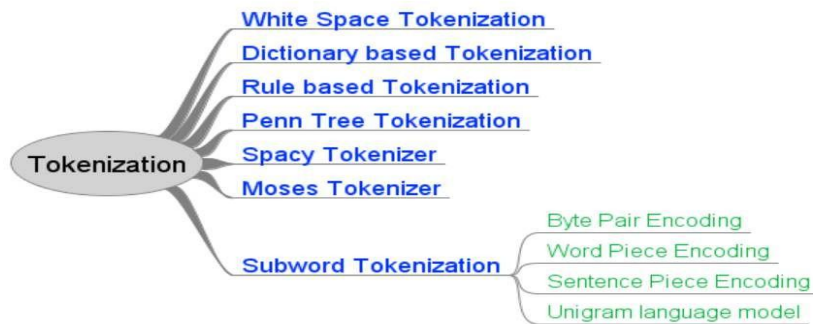 White Space Tokenization
Dictionary based Tokenization
Rule based Tokenization
Penn Tree Tokenization
Tokenization
Spacy Tokenizer
Moses Tokenizer
Subword Tokenization
Byte Pair Encoding
Word Piece Encoding
Sentence Piece Encoding
Unigram language model